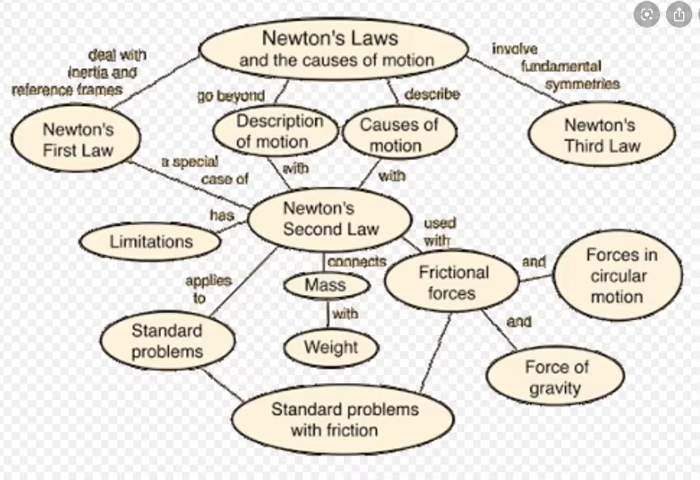 Newton's Laws
and the causes of motion
deal with
inertia and
reference frames
involve
fundamental
symmetries
go beyond
describe
Newton's
First Law
Description
of motion
Causes of
motion
Newton's
Third Law
a special
case of
with
with
has
Newton's
Second Law
used
with
Limitations
connects
applies
to
Mass
Frictional
forces
and
Forces in
circular
motion
with
and
Standard
problems
Weight
Force of
gravity
Standard problems
with friction